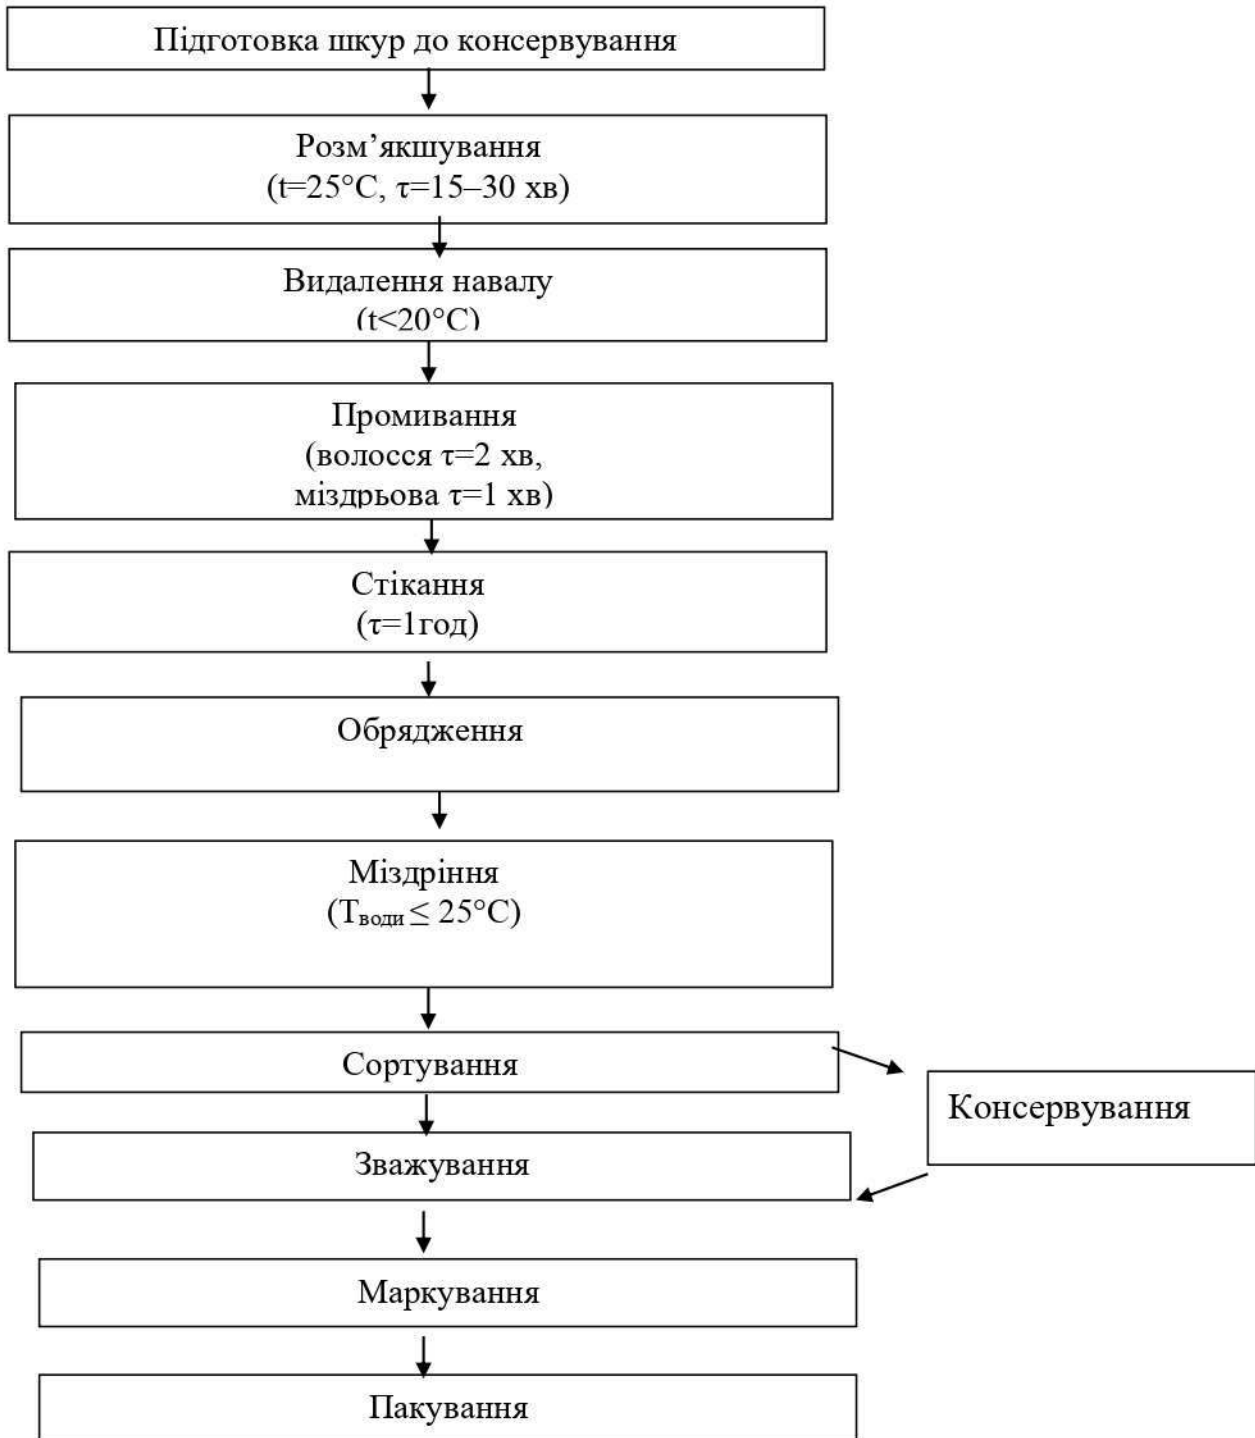 Підготовка шкур до консервування
Розм’якшування
(t=25°C, τ=15–30 хв)
Видалення навалу
(t<20°C)
Промивання
(волосся τ=2 хв,
міздрьова τ=1 хв)
Стікання
(τ=1год)
Обрядження
Міздріння
(Tводи ≤ 25°C)
Сортування
Консервування
Зважування
Маркування
Пакування